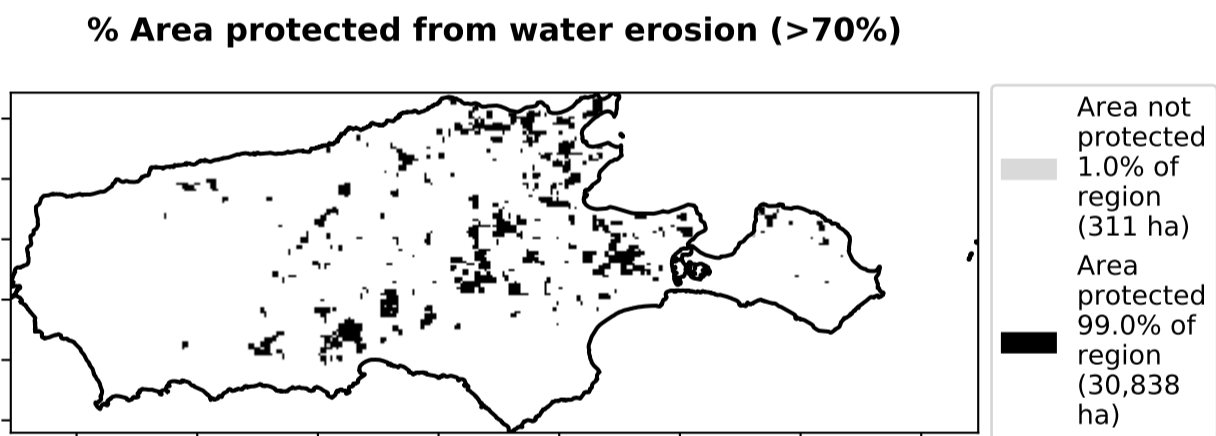 % Area protected from water erosion (>70%)
Area not
protected
1.0% of
region
(311 ha)
Area
protected
99.0% of
region
(30,838
ha)